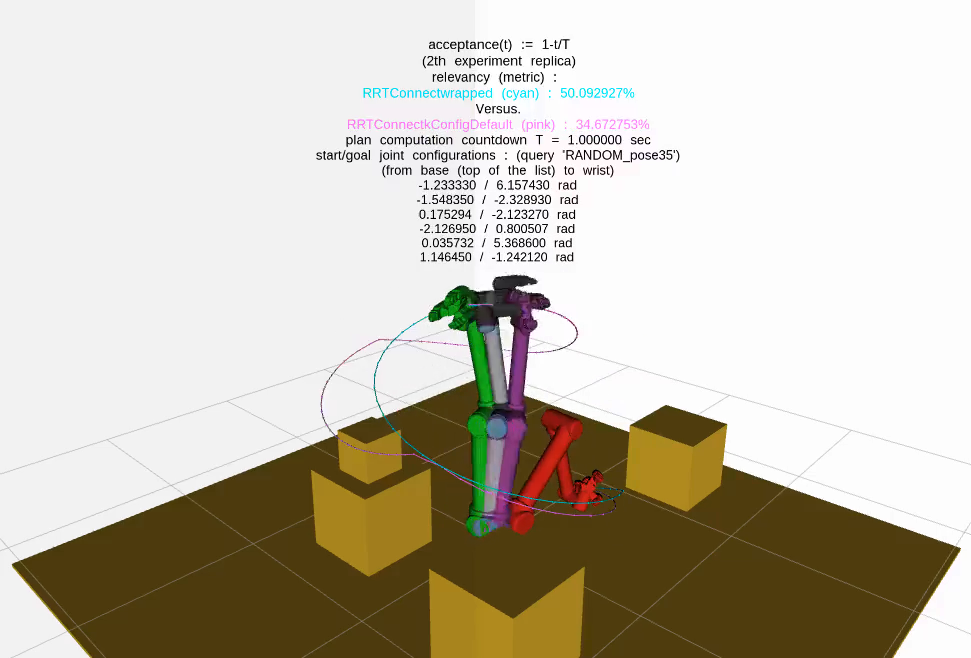 acceptance(t) := 1-t/T
(2th experiment replica)
relevancy (metric) :
RRTConnectwrapped (cyan) : 50.092927%
Versus.
RRTConnectkConfigDefault (pink) : 34.672753%
plan computation countdown T = 1.000000 sec
start/goal joint configurations : (query 'RANDOM_pose35')
(from base (top of the list) to wrist)
-1.233330 / 6.157430 rad
-1.548350 / -2.328930 rad
0.175294 / -2.123270 rad
-2.126950 / 0.800507 rad
0.035732 / 5.368600 rad
1.146450 / -1.242120 rad